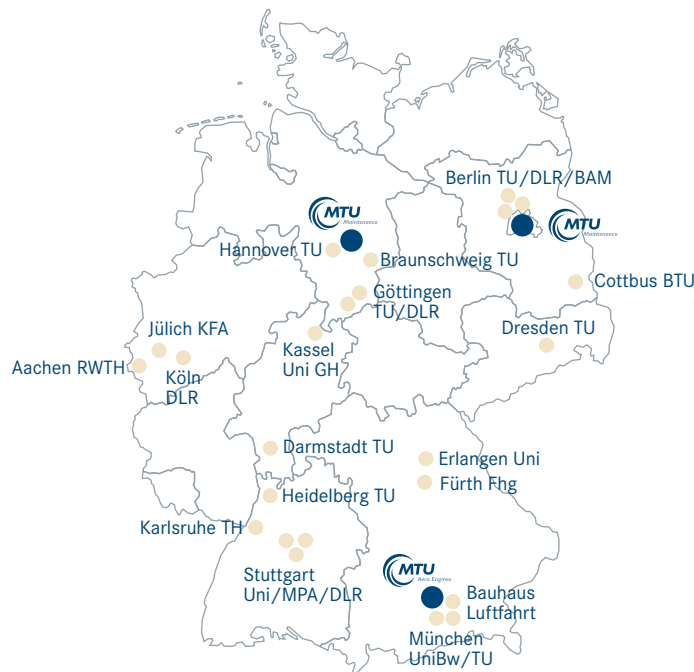 Berlin TU/DLR/BAM
MTU
Maintenance
MTU
Maintenance
Hannover TU
Braunschweig TU
Cottbus BTU
Göttingen
TU/DLR
Jülich KFA
Dresden TU
Kassel
Uni GH
Aachen RWTH
Köln
DLR
Darmstadt TU
Erlangen Uni
Fürth Fhg
Heidelberg TU
Karlsruhe TH
Stuttgart
Uni/MPA/DLR
MTU
Aero Engines
Bauhaus
Luftfahrt
München
UniBw/TU